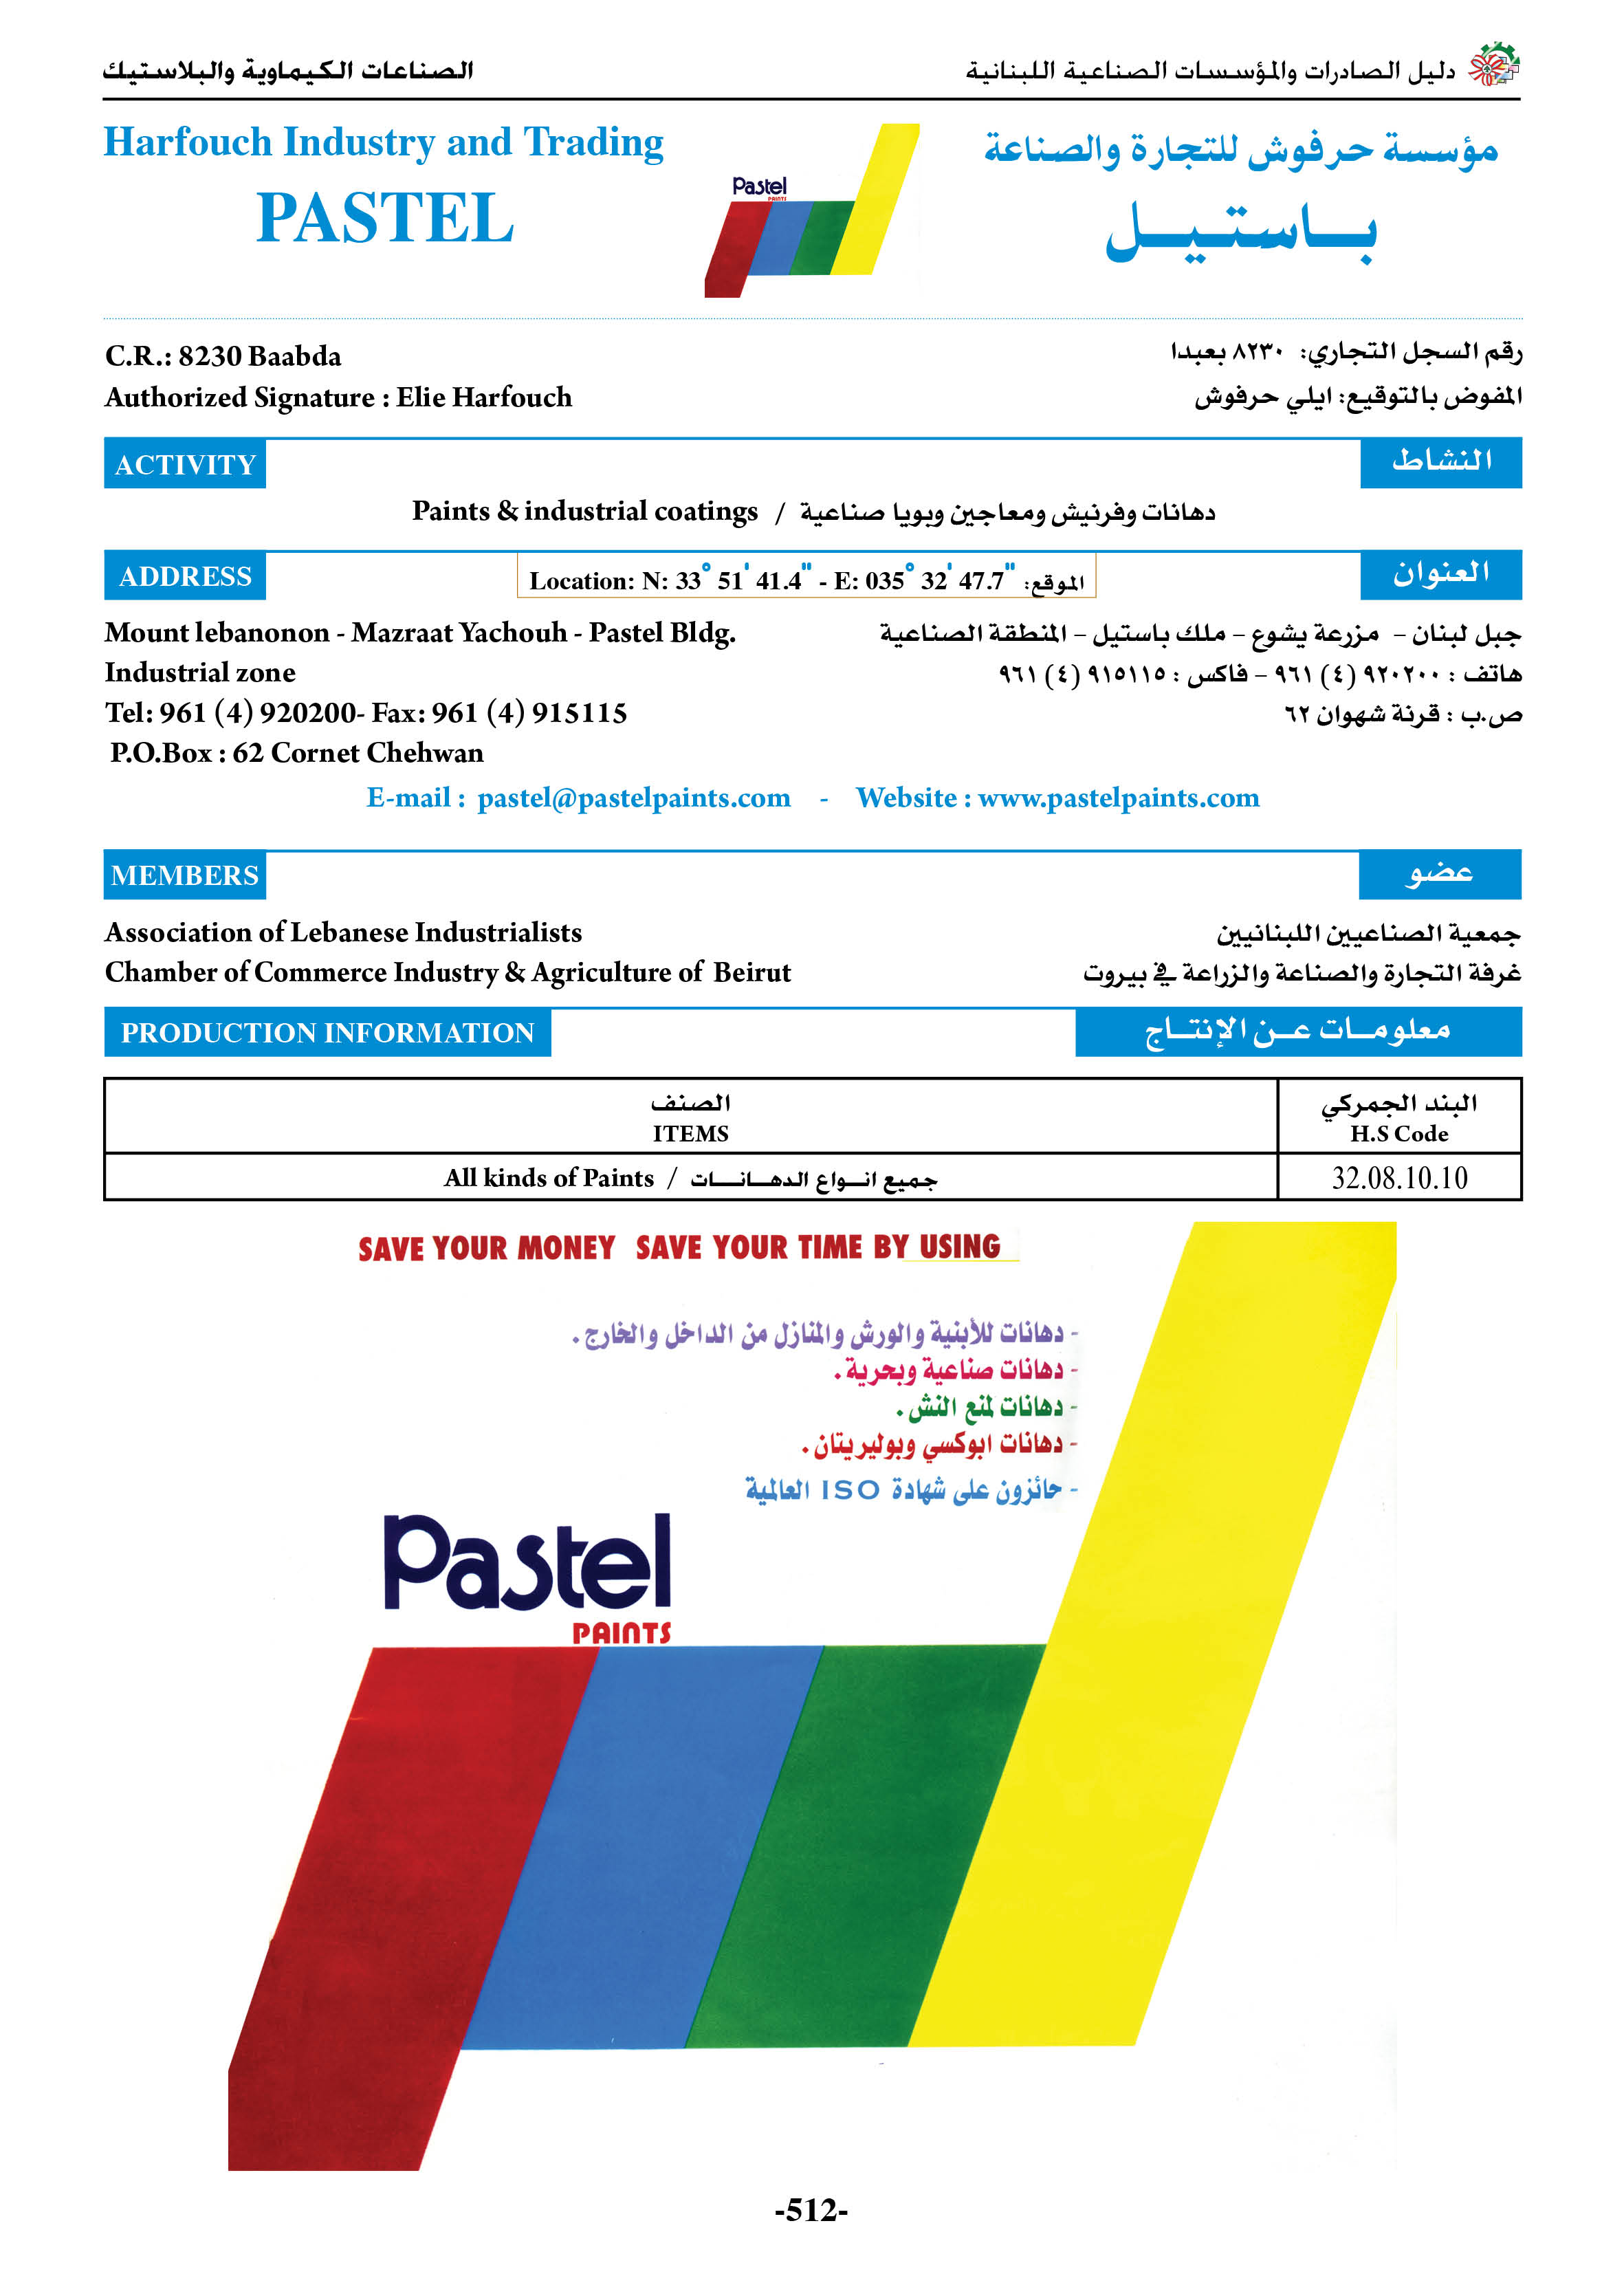 دليل الصادرات والمؤسسات الصناعية اللبنانية
الصناعات الكيماوية والبلاستيك
Harfouch Industry and Trading
PASTEL
Pastel
PAINTS
مؤسسة حرفوش للتجارة والصناعة
بـاستـيـل
C.R.: 8230 Baabda
رقم السجل التجاري: ٨٢٣٠ بعبدا
Authorized Signature : Elie Harfouch
المفوض بالتوقيع: ايلي حرفوش
ACTIVITY
النشاط
Paints & industrial coatings / دهانات وفرنيش ومعاجين وبويا صناعية
ADDRESS
Location: N: 33° 51' 41.4" - E: 035° 32' 47.7" :الموقع
العنوان
Mount lebanonon - Mazraat Yachouh - Pastel Bldg.
Industrial zone
Tel: 961 (4) 920200- Fax: 961 (4) 915115
P.O.Box : 62 Cornet Chehwan
جبل لبنان – مزرعة يشوع – ملك باستيل – المنطقة الصناعية
هاتف : ٩٢٠٢٠٠ (٤) ٩٦١ – فاكس : ٩١٥١١٥ (٤) ٩٦١
ص.ب : قرنة شهوان ٦٢
E-mail : pastel@pastelpaints.com - Website : www.pastelpaints.com
MEMBERS
عضو
Association of Lebanese Industrialists
Chamber of Commerce Industry & Agriculture of Beirut
جمعية الصناعيين اللبنانيين
غرفة التجارة والصناعة والزراعة في بيروت
PRODUCTION INFORMATION
معلومـات عـن الإنتـاج
الصنف
ITEMS
البند الجمركي
H.S Code
All kinds of Paints / جميع انـواع الدهـانـات
32.08.10.10
SAVE YOUR MONEY SAVE YOUR TIME BY USING
- دهانات للأبنية والورش والمنازل من الداخل والخارج .
- دهانات صناعية وبحرية .
- دهانات لمنع النش .
- دهانات ابوكسي وبوليريتان .
- حائزون على شهادة ISO العالمية
Pastel
PAINTS
-512-